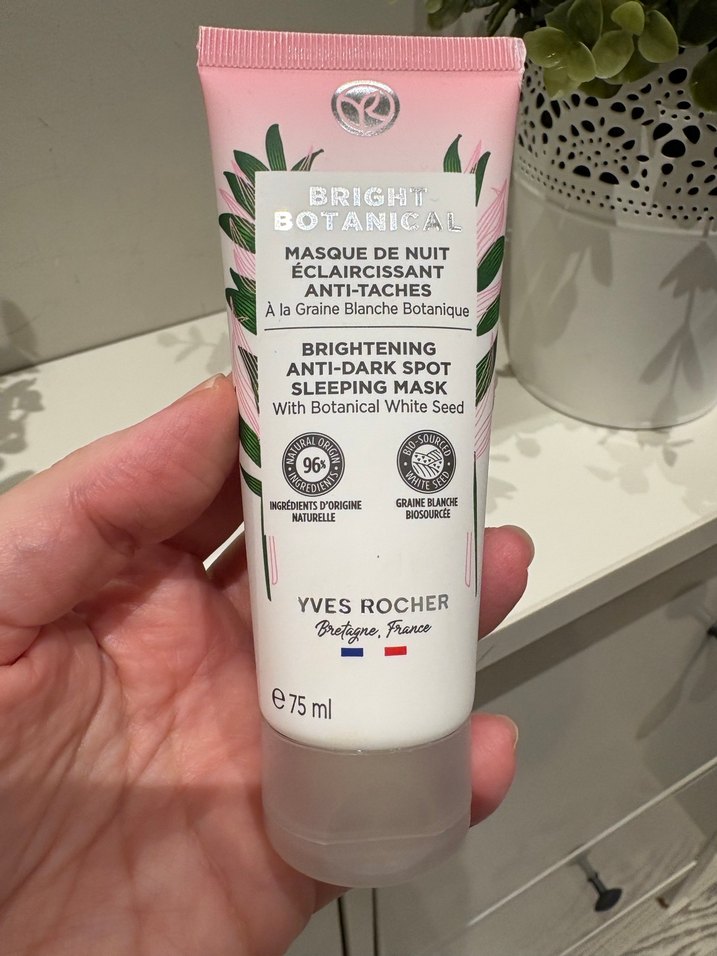 BRIGHT
BOTANICAL
MASQUE DE NUIT
ÉCLAIRCISSANT
ANTI-TACHES
À la Graine Blanche Botanique
BRIGHTENING
ANTI-DARK SPOT
SLEEPING MASK
With Botanical White Seed
NATURAL ORIGIN
96%
INGREDIENTS
INGRÉDIENTS D'ORIGINE
NATURELLE
BIO-SOURCED
WHITE SEED
GRAINE BLANCHE
BIOSOURCÉE
YVES ROCHER
Bretagne, France
℮ 75 ml